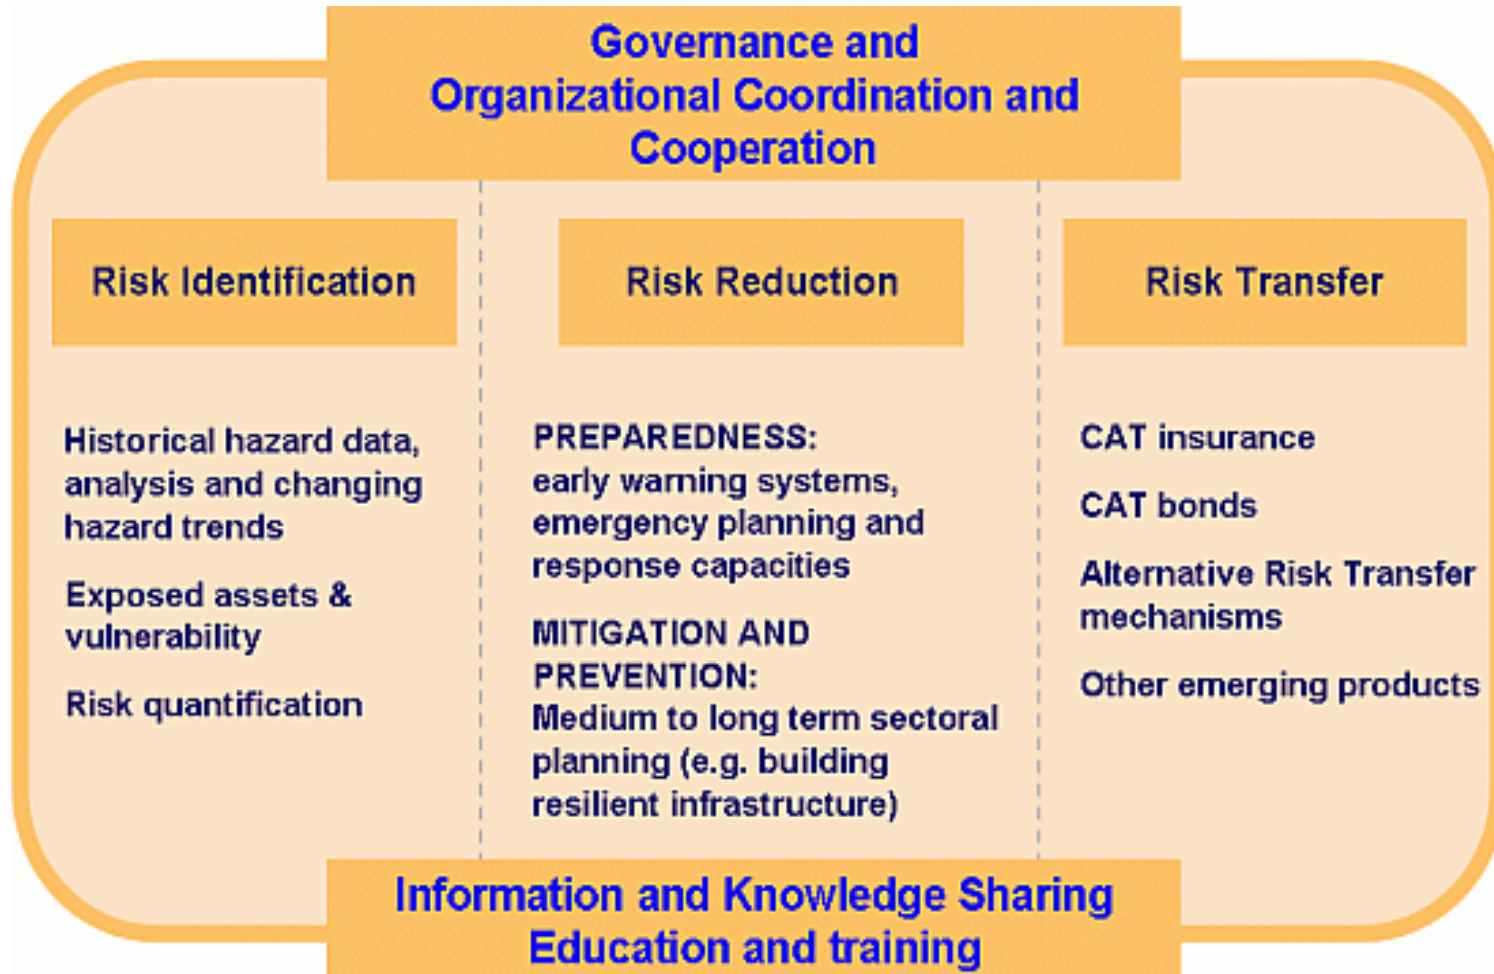 Governance and
Organizational Coordination and
Cooperation
Risk Identification
Historical hazard data,
analysis and changing
hazard trends
Exposed assets &
vulnerability
Risk quantification
Risk Reduction
PREPAREDNESS:
early warning systems,
emergency planning and
response capacities
MITIGATION AND
PREVENTION:
Medium to long term sectoral
planning (e.g. building
resilient infrastructure)
Risk Transfer
CAT insurance
CAT bonds
Alternative Risk Transfer
mechanisms
Other emerging products
Information and Knowledge Sharing
Education and training